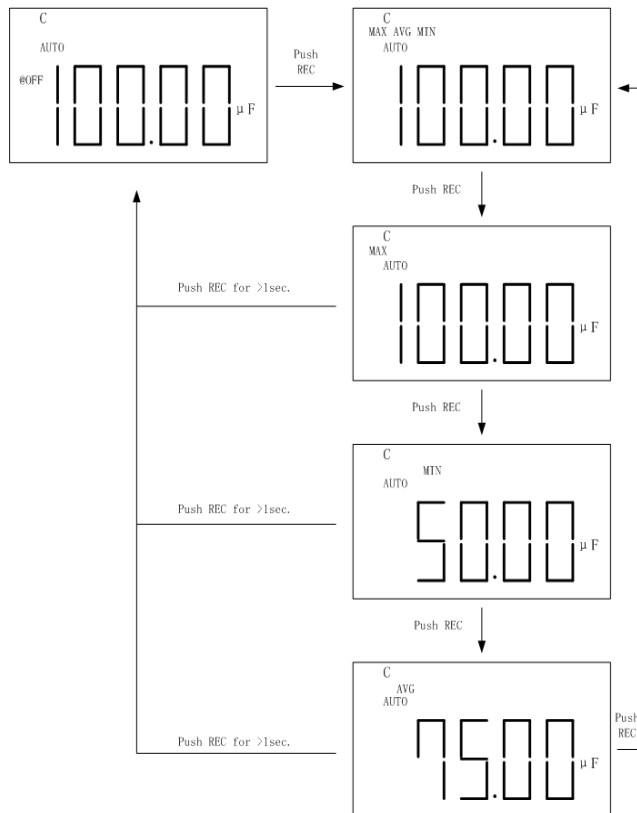 C
AUTO
@OFF
100.00
μF
Push
REC
C
MAX AVG MIN
AUTO
100.00
μF
Push REC
C
MAX
AUTO
100.00
μF
Push REC for >1sec.
Push REC
C
MIN
AUTO
50.00
μF
Push REC for >1sec.
Push REC
C
AVG
AUTO
75.00
μF
Push REC for >1sec.
Push
REC